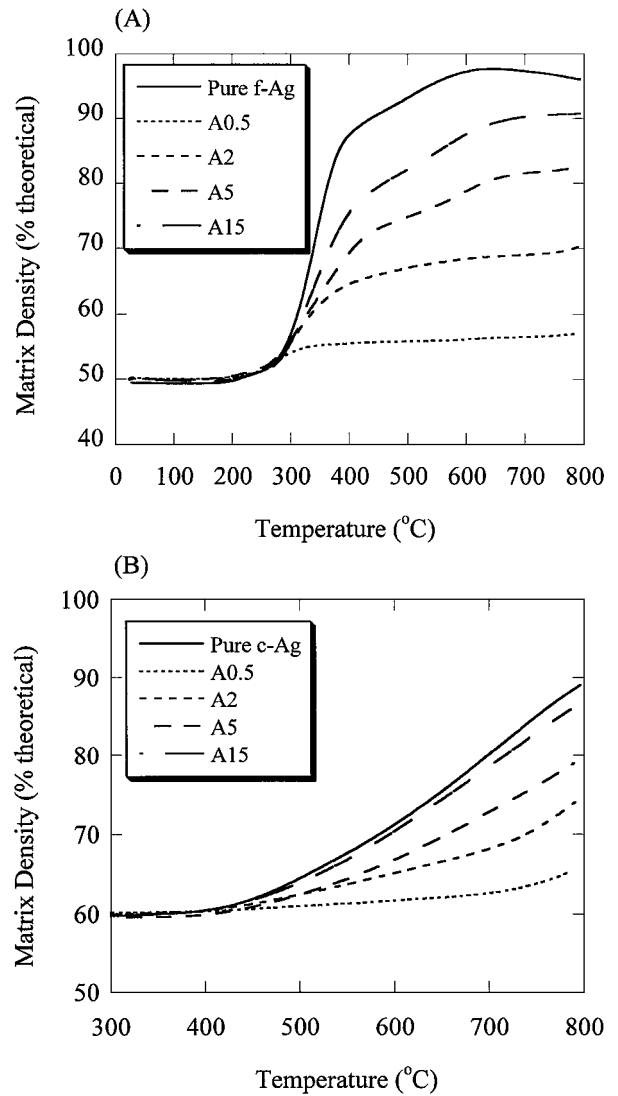 (A)
100
90
80
70
60
50
40
Matrix Density (% theoretical)
Pure f-Ag
A0.5
A2
A5
A15
0 100 200 300 400 500 600 700 800
Temperature (°C)
(B)
100
90
80
70
60
50
Matrix Density (% theoretical)
Pure c-Ag
A0.5
A2
A5
A15
300 400 500 600 700 800
Temperature (°C)